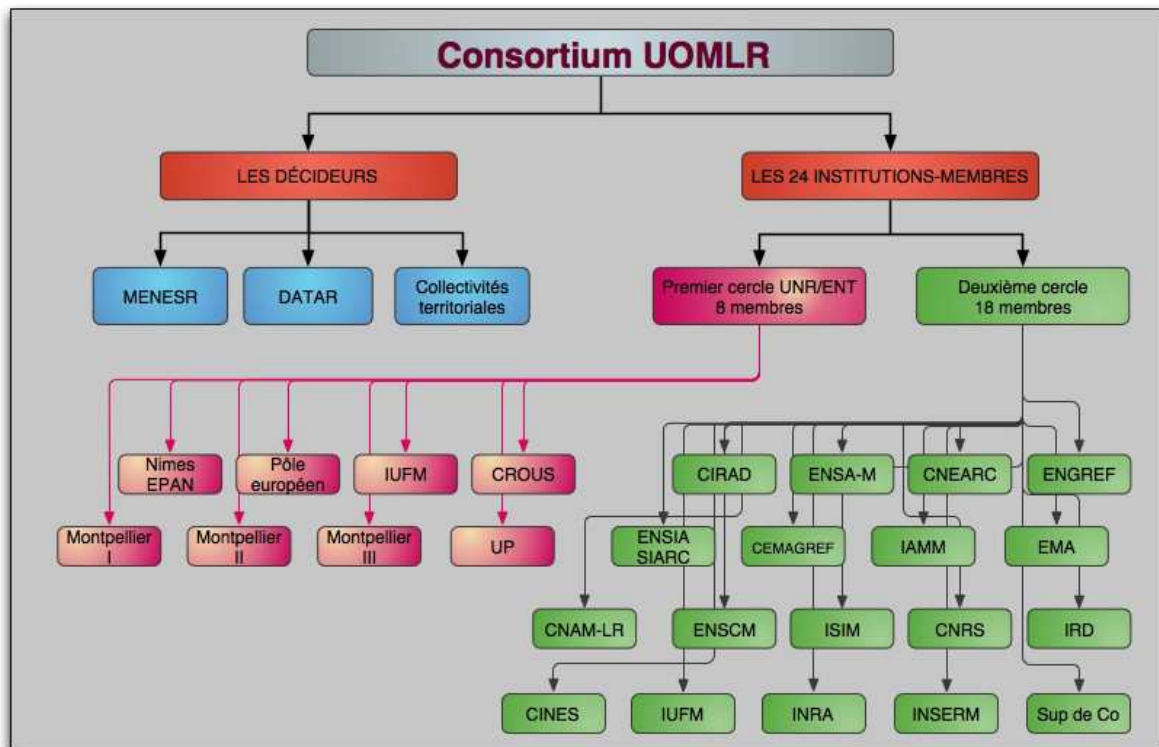 Consortium UOMLR
LES DÉCIDEURS
LES 24 INSTITUTIONS-MEMBRES
MENESR
DATAR
Collectivités
territoriales
Premier cercle UNR/ENT
8 membres
Deuxième cercle
18 membres
Nimes
EPAN
Pôle
européen
IUFM
CROUS
CIRAD
ENSA-M
CNEARC
ENGREF
Montpellier
I
Montpellier
II
Montpellier
III
UP
ENSIA
SIARC
CEMAGREF
IAMM
EMA
CNAM-LR
ENSCM
ISIM
CNRS
IRD
CINES
IUFM
INRA
INSERM
Sup de Co